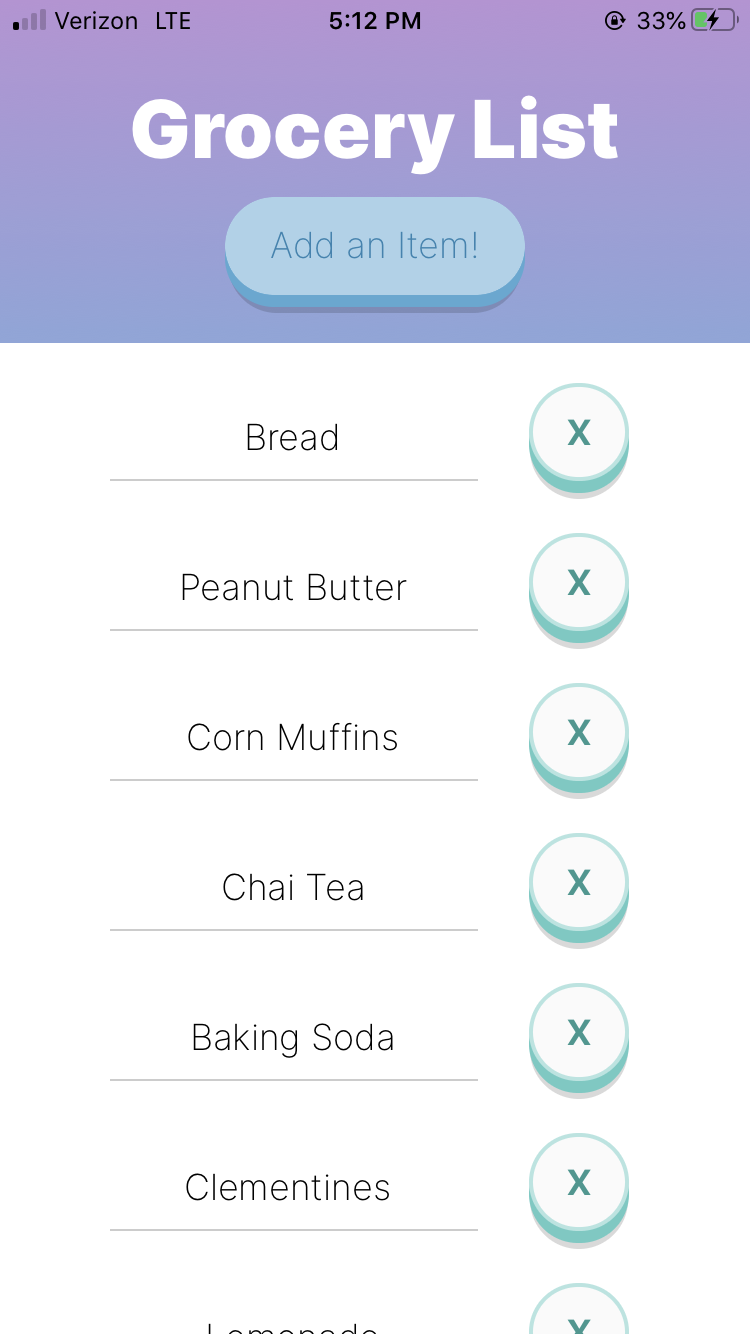 Verizon LTE 5:12 PM 33%
Grocery List
Add an Item!
Bread X
Peanut Butter X
Corn Muffins X
Chai Tea X
Baking Soda X
Clementines X
Lemonade X